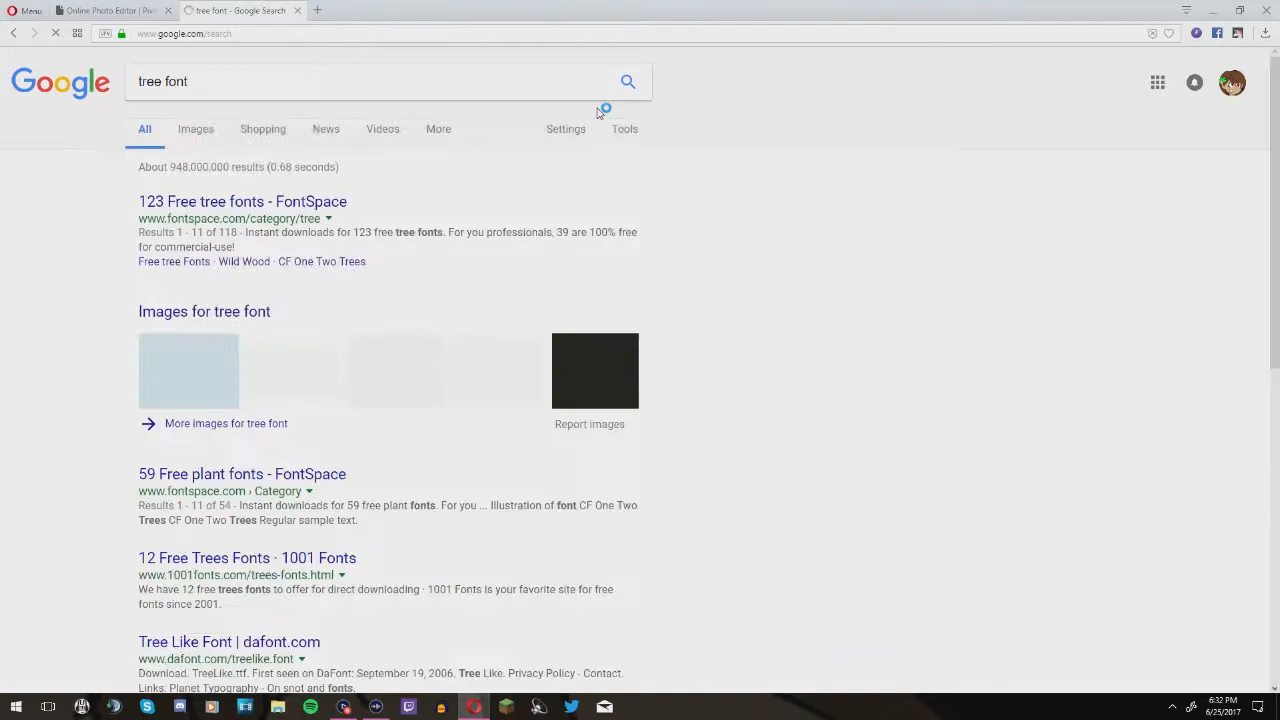 Menu
Online Photo Editor | Pixl
tree font - Google Search
VPN
www.google.com/search
Google
tree font
All
Images
Shopping
News
Videos
More
Settings
Tools
About 948,000,000 results (0.68 seconds)
123 Free tree fonts - FontSpace
www.fontspace.com/category/tree
Results 1 - 11 of 118 - Instant downloads for 123 free tree fonts. For you professionals, 39 are 100% free
for commercial-use!
Free tree Fonts · Wild Wood · CF One Two Trees
Images for tree font
More images for tree font
Report images
59 Free plant fonts - FontSpace
www.fontspace.com › Category
Results 1 - 11 of 54 - Instant downloads for 59 free plant fonts. For you ... Illustration of font CF One Two
Trees CF One Two Trees Regular sample text.
12 Free Trees Fonts · 1001 Fonts
www.1001fonts.com/trees-fonts.html
We have 12 free trees fonts to offer for direct downloading · 1001 Fonts is your favorite site for free
fonts since 2001.
Tree Like Font | dafont.com
www.dafont.com/treelike.font
Download. TreeLike.ttf. First seen on DaFont: September 19, 2006. Tree Like. Privacy Policy - Contact.
Links: Planet Typography - On snot and fonts.
6:32 PM
6/25/2017